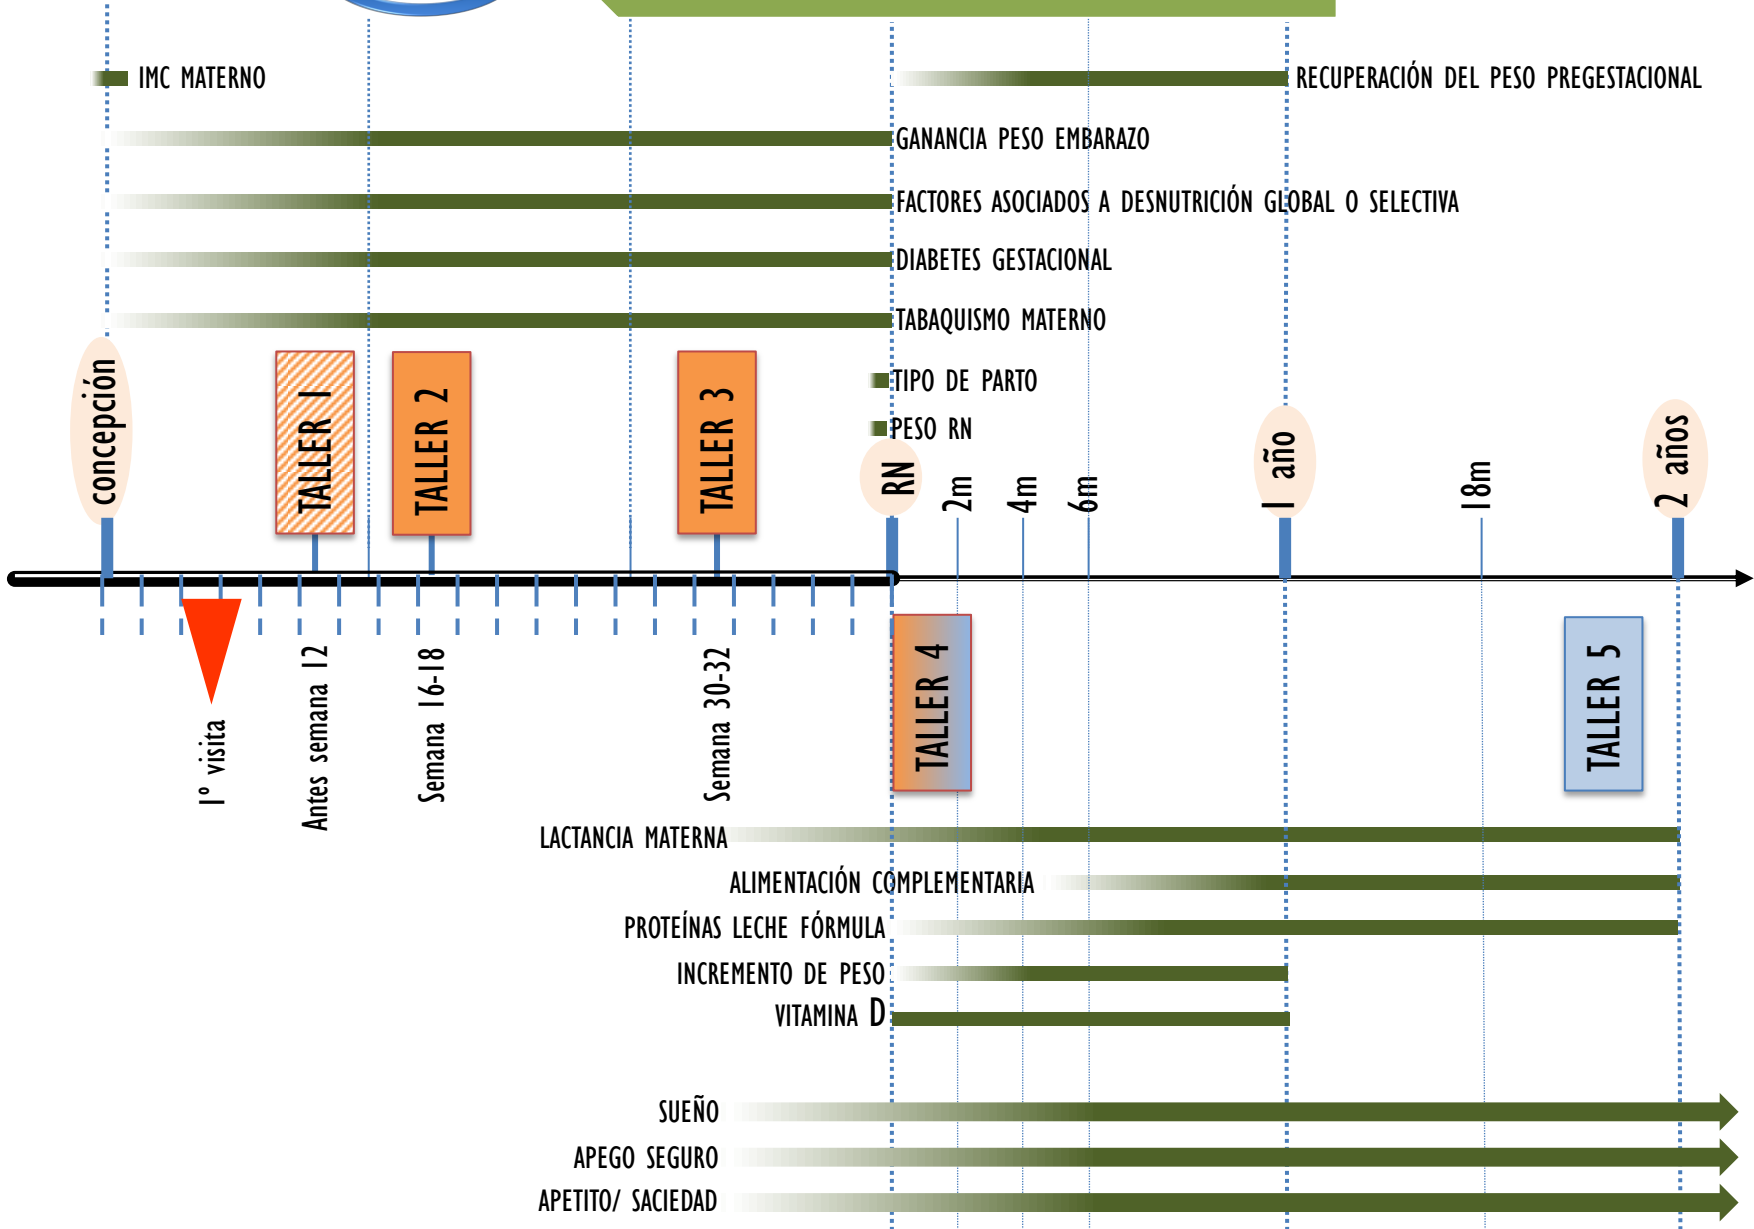 IMC MATERNO
RECUPERACIÓN DEL PESO PREGESTACIONAL
GANANCIA PESO EMBARAZO
FACTORES ASOCIADOS A DESNUTRICIÓN GLOBAL O SELECTIVA
DIABETES GESTACIONAL
TABAQUISMO MATERNO
TIPO DE PARTO
PESO RN
concepción
TALLER 1
TALLER 2
TALLER 3
RN
2m
4m
6m
1 año
18m
2 años
1º visita
Antes semana 12
Semana 16-18
Semana 30-32
TALLER 4
TALLER 5
LACTANCIA MATERNA
ALIMENTACIÓN COMPLEMENTARIA
PROTEÍNAS LECHE FÓRMULA
INCREMENTO DE PESO
VITAMINA D
SUEÑO
APEGO SEGURO
APETITO/ SACIEDAD